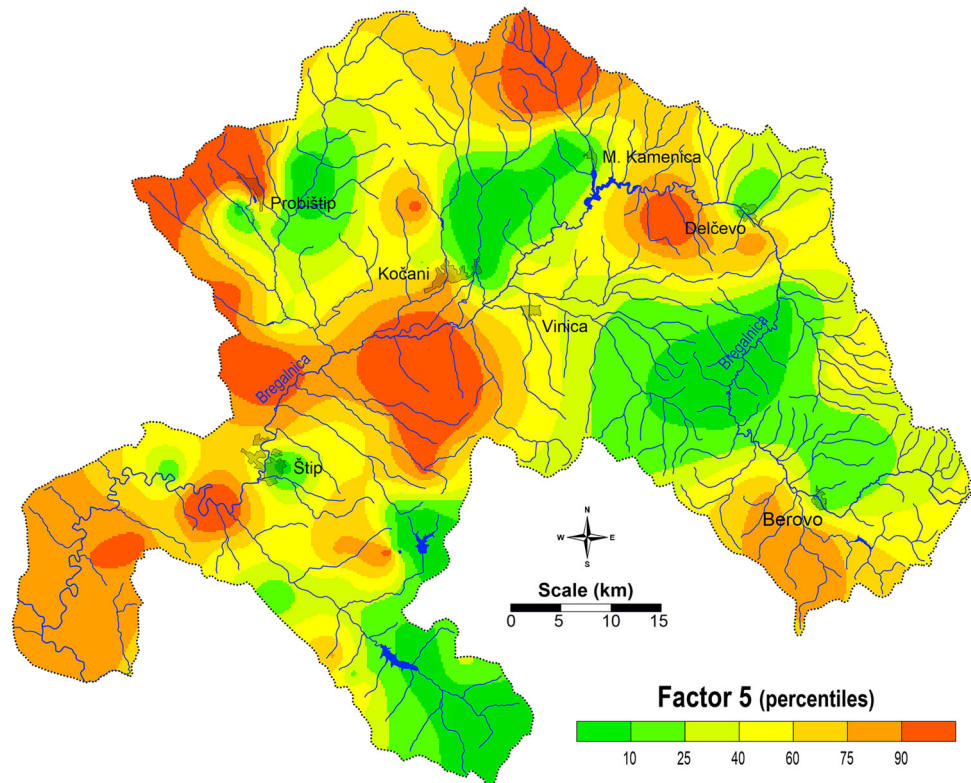 M. Kamenica
Probištip
Delčevo
Kočani
Vinica
Bregalnica
Bregalnica
Štip
Berovo
N
W E
S
Scale (km)
0 5 10 15
Factor 5 (percentiles)
10 25 40 60 75 90